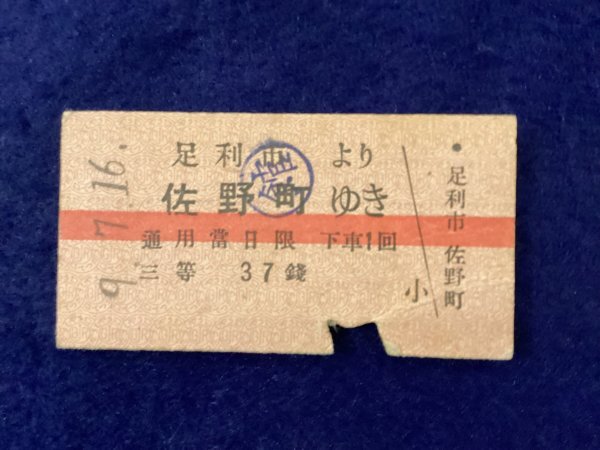 足利市 より
佐野町 ゆき
通用當日限 下車1回
三等 37錢
小
9.7.16.
● 足利市 佐野町